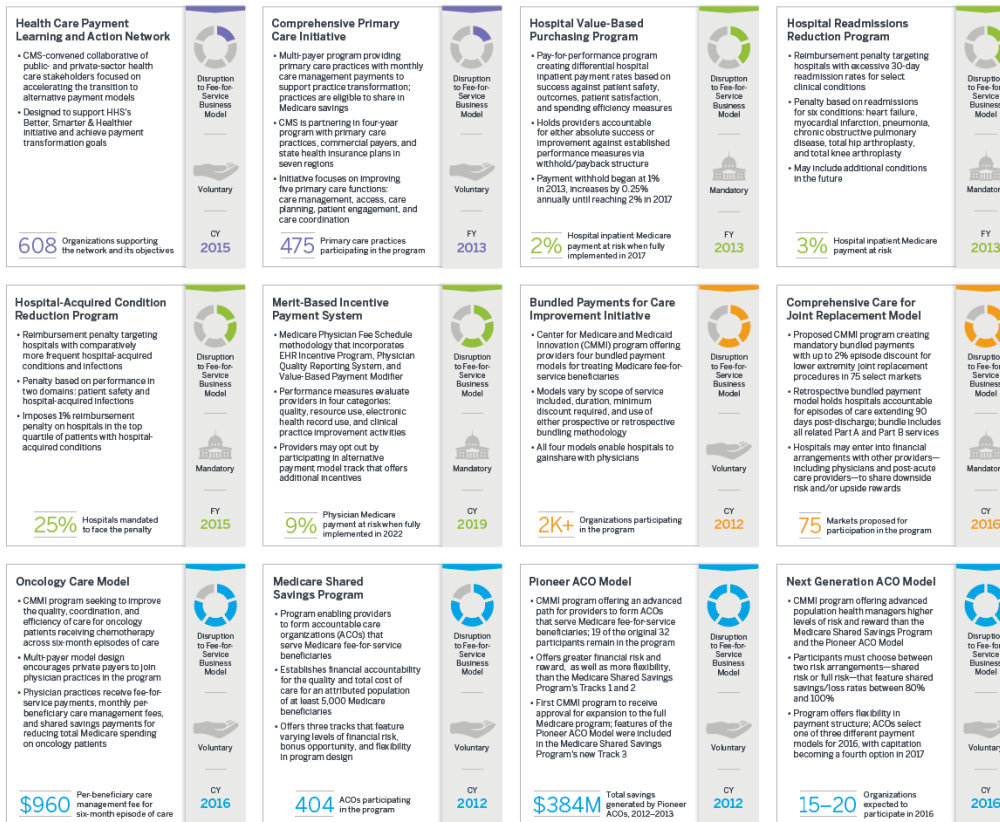 Health Care Payment
Learning and Action Network
• CMS-convened collaborative of
public- and private-sector health
care stakeholders focused on
accelerating the transition to
alternative payment models
• Designed to support HHS's
Better, Smarter & Healthier
initiative and achieve payment
transformation goals
608
Organizations supporting
the network and its objectives
Disruption
to Fee-for-
Service
Business
Model
Voluntary
CY
2015
Comprehensive Primary
Care Initiative
• Multi-payer program providing
primary care practices with monthly
care management payments to
support practice transformation;
practices are eligible to share in
Medicare savings
• CMS is partnering in four-year
program with primary care
practices, commercial payers, and
state health insurance plans in
seven regions
• Initiative focuses on improving
five primary care functions:
care management, access, care
planning, patient engagement, and
care coordination
475
Primary care practices
participating in the program
Disruption
to Fee-for-
Service
Business
Model
Voluntary
FY
2013
Hospital Value-Based
Purchasing Program
• Pay-for-performance program
creating differential hospital
inpatient payment rates based on
success against patient safety,
outcomes, patient satisfaction,
and spending efficiency measures
• Holds providers accountable
for either absolute success or
improvement against established
performance measures via
withhold/payback structure
• Payment withhold began at 1%
in 2013, increases by 0.25%
annually until reaching 2% in 2017
2%
Hospital inpatient Medicare
payment at risk when fully
implemented in 2017
Disruption
to Fee-for-
Service
Business
Model
Mandatory
FY
2013
Hospital Readmissions
Reduction Program
• Reimbursement penalty targeting
hospitals with excessive 30-day
readmission rates for select
clinical conditions
• Penalty based on readmissions
for six conditions: heart failure,
myocardial infarction, pneumonia,
chronic obstructive pulmonary
disease, total hip arthroplasty,
and total knee arthroplasty
• May include additional conditions
in the future
3%
Hospital inpatient Medicare
payment at risk
Disruption
to Fee-for-
Service
Business
Model
Mandator
FY
2013
Hospital-Acquired Condition
Reduction Program
• Reimbursement penalty targeting
hospitals with comparatively
more frequent hospital-acquired
conditions and infections
• Penalty based on performance in
two domains: patient safety and
hospital-acquired infections
• Imposes 1% reimbursement
penalty on hospitals in the top
quartile of patients with hospital-
acquired conditions
25%
Hospitals mandated
to face the penalty
Disruption
to Fee-for-
Service
Business
Model
Mandatory
FY
2015
Merit-Based Incentive
Payment System
• Medicare Physician Fee Schedule
methodology that incorporates
EHR Incentive Program, Physician
Quality Reporting System, and
Value-Based Payment Modifier
• Performance measures evaluate
providers in four categories:
quality, resource use, electronic
health record use, and clinical
practice improvement activities
• Providers may opt out by
participating in alternative
payment model track that offers
additional incentives
9%
Physician Medicare
payment at risk when fully
implemented in 2022
Disruption
to Fee-for-
Service
Business
Model
Mandatory
CY
2019
Bundled Payments for Care
Improvement Initiative
• Center for Medicare and Medicaid
Innovation (CMMI) program offering
providers four bundled payment
models for treating Medicare fee-for-
service beneficiaries
• Models vary by scope of service
included, duration, minimum
discount required, and use of
either prospective or retrospective
bundling methodology
• All four models enable hospitals to
gainshare with physicians
2K+
Organizations participating
in the program
Disruption
to Fee-for-
Service
Business
Model
Voluntary
CY
2012
Comprehensive Care for
Joint Replacement Model
• Proposed CMMI program creating
mandatory bundled payments
with up to 2% episode discount for
lower extremity joint replacement
procedures in 75 select markets
• Retrospective bundled payment
model holds hospitals accountable
for episodes of care extending 90
days post-discharge; bundle includes
all related Part A and Part B services
• Hospitals may enter into financial
arrangements with other providers—
including physicians and post-acute
care providers—to share downside
risk and/or upside rewards
75
Markets proposed for
participation in the program
Disruption
to Fee-for-
Service
Business
Model
Mandator
CY
2016
Oncology Care Model
• CMMI program seeking to improve
the quality, coordination, and
efficiency of care for oncology
patients receiving chemotherapy
across six-month episodes of care
• Multi-payer model design
encourages private payers to join
physician practices in the program
• Physician practices receive fee-for-
service payments, monthly per-
beneficiary care management fees,
and shared savings payments for
reducing total Medicare spending
on oncology patients
$960
Per-beneficiary care
management fee for
six-month episode of care
Disruption
to Fee-for-
Service
Business
Model
Voluntary
CY
2016
Medicare Shared
Savings Program
• Program enabling providers
to form accountable care
organizations (ACOs) that
serve Medicare fee-for-service
beneficiaries
• Establishes financial accountability
for the quality and total cost of
care for an attributed population
of at least 5,000 Medicare
beneficiaries
• Offers three tracks that feature
varying levels of financial risk,
bonus opportunity, and flexibility
in program design
404
ACOs participating
in the program
Disruption
to Fee-for-
Service
Business
Model
Voluntary
CY
2012
Pioneer ACO Model
• CMMI program offering an advanced
path for providers to form ACOs
that serve Medicare fee-for-service
beneficiaries; 19 of the original 32
participants remain in the program
• Offers greater financial risk and
reward, as well as more flexibility,
than the Medicare Shared Savings
Program's Tracks 1 and 2
• First CMMI program to receive
approval for expansion to the full
Medicare program; features of the
Pioneer ACO Model were included
in the Medicare Shared Savings
Program's new Track 3
$384M
Total savings
generated by Pioneer
ACOs, 2012–2013
Disruption
to Fee-for-
Service
Business
Model
Voluntary
CY
2012
Next Generation ACO Model
• CMMI program offering advanced
population health managers higher
levels of risk and reward than the
Medicare Shared Savings Program
and the Pioneer ACO Model
• Participants must choose between
two risk arrangements—shared
risk or full risk—that feature shared
savings/loss rates between 80%
and 100%
• Program offers flexibility in
payment structure; ACOs select
one of three different payment
models for 2016, with capitation
becoming a fourth option in 2017
15–20
Organizations
expected to
participate in 2016
Disruption
to Fee-for-
Service
Business
Model
Voluntary
CY
2016